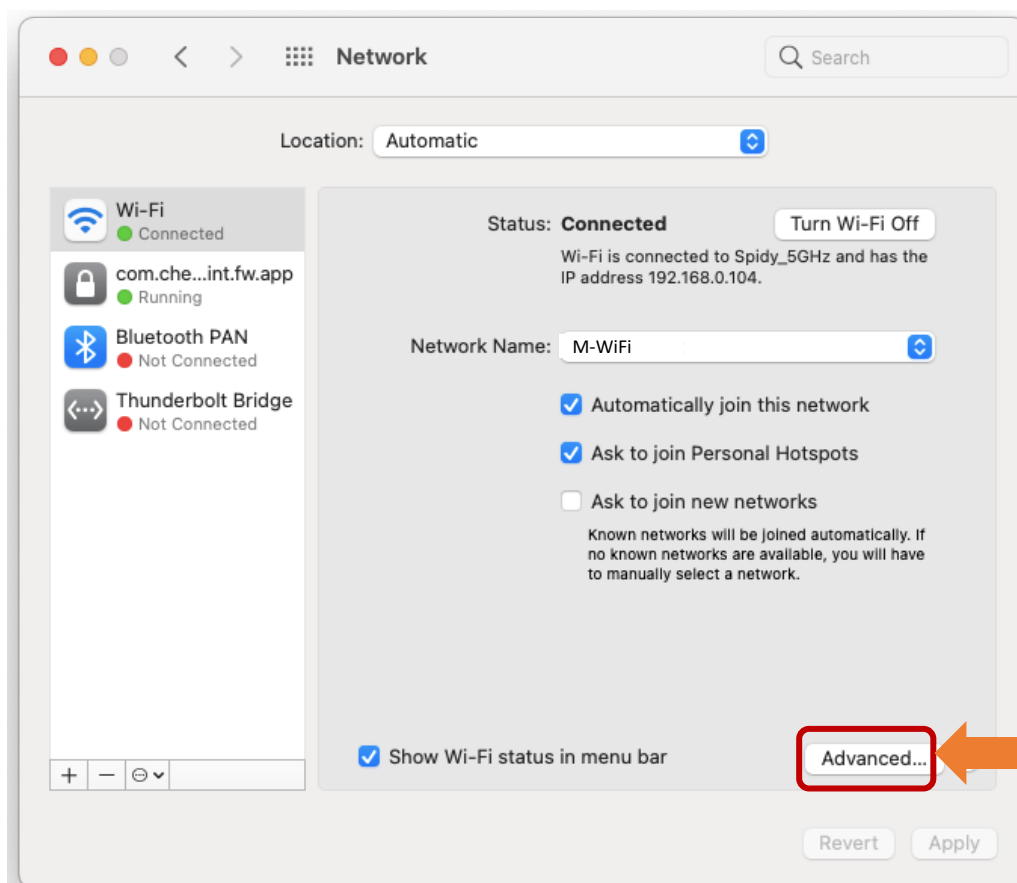 Network
Search
Location: Automatic
Wi-Fi
Connected
com.che...int.fw.app
Running
Bluetooth PAN
Not Connected
Thunderbolt Bridge
Not Connected
Status: Connected
Turn Wi-Fi Off
Wi-Fi is connected to Spidy_5GHz and has the
IP address 192.168.0.104.
Network Name: M-WiFi
Automatically join this network
Ask to join Personal Hotspots
Ask to join new networks
Known networks will be joined automatically. If
no known networks are available, you will have
to manually select a network.
Show Wi-Fi status in menu bar
Advanced...
Revert
Apply